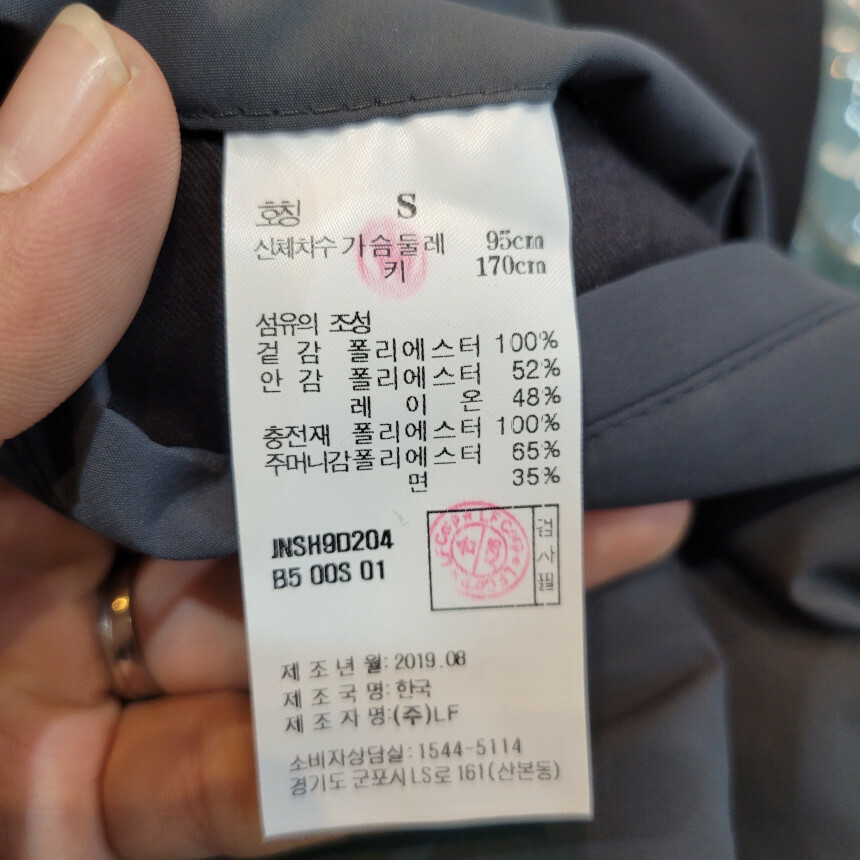 호칭 S
신체치수 가슴둘레 95cm
키 170cm
섬유의 조성
겉감 폴리에스터 100%
안감 폴리에스터 52%
레이온 48%
충전재 폴리에스터 100%
주머니감 폴리에스터 65%
면 35%
JNSH9D204
B5 00S 01
검사필
제조년월: 2019.08
제조국명: 한국
제조자명: (주)LF
소비자상담실: 1544-5114
경기도 군포시 LS로 161(산본동)